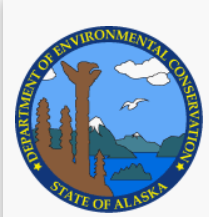 DEPARTMENT OF ENVIRONMENTAL CONSERVATION
STATE OF ALASKA